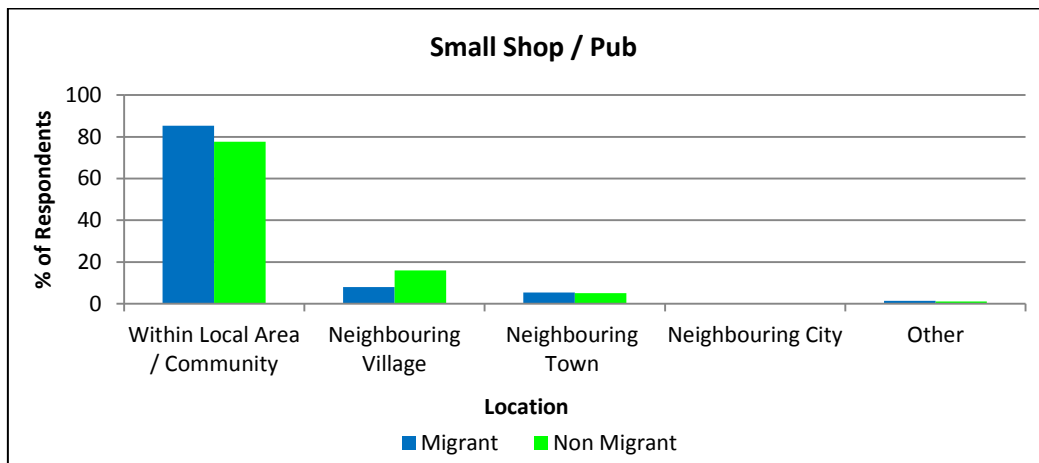 Small Shop / Pub
% of Respondents
100
80
60
40
20
0
Within Local Area
/ Community
Neighbouring
Village
Neighbouring
Town
Neighbouring City
Other
Location
Migrant
Non Migrant